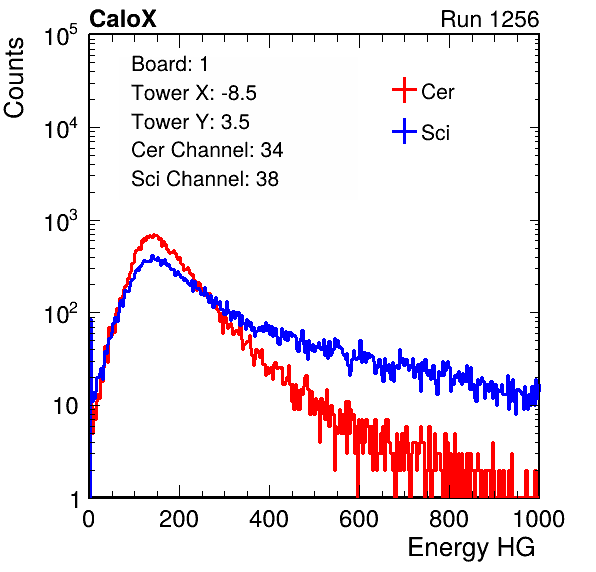 CaloX Run 1256
Counts
10^5
10^4
10^3
10^2
10
1
Board: 1
Tower X: -8.5
Tower Y: 3.5
Cer Channel: 34
Sci Channel: 38
Cer
Sci
0 200 400 600 800 1000
Energy HG